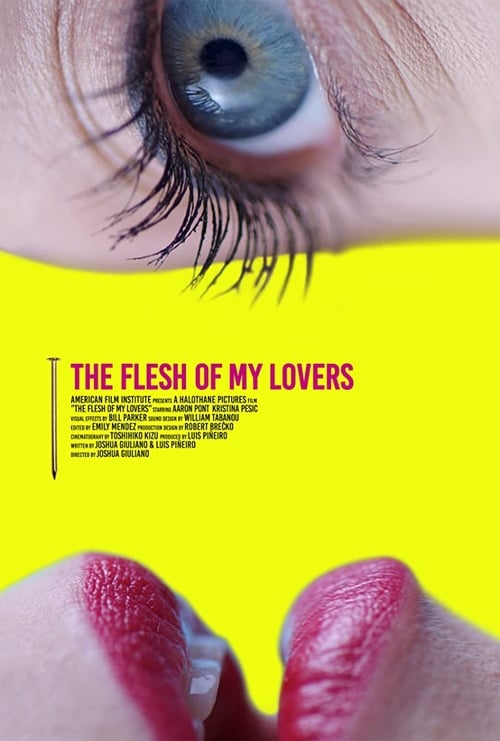 THE FLESH OF MY LOVERS
AMERICAN FILM INSTITUTE PRESENTS A HALOTHANE PICTURES FILM
"THE FLESH OF MY LOVERS" STARRING AARON PONT KRISTINA PESIC
VISUAL EFFECTS BY BILL PARKER SOUND DESIGN BY WILLIAM TABANOU
EDITED BY EMILY MENDEZ PRODUCTION DESIGN BY ROBERT BREČKO
CINEMATOGRAHY BY TOSHIHIKO KIZU PRODUCED BY LUIS PIÑEIRO
WRITTEN BY JOSHUA GIULIANO & LUIS PIÑEIRO
DIRECTED BY JOSHUA GIULIANO